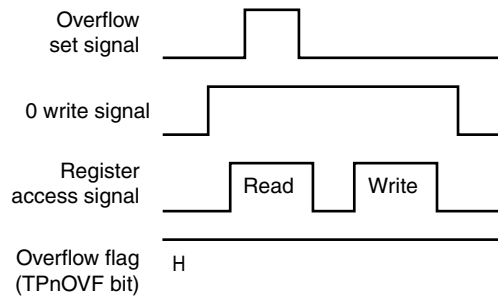 Overflow
set signal
0 write signal
Register
access signal
Read
Write
Overflow flag
(TPnOVF bit)
H